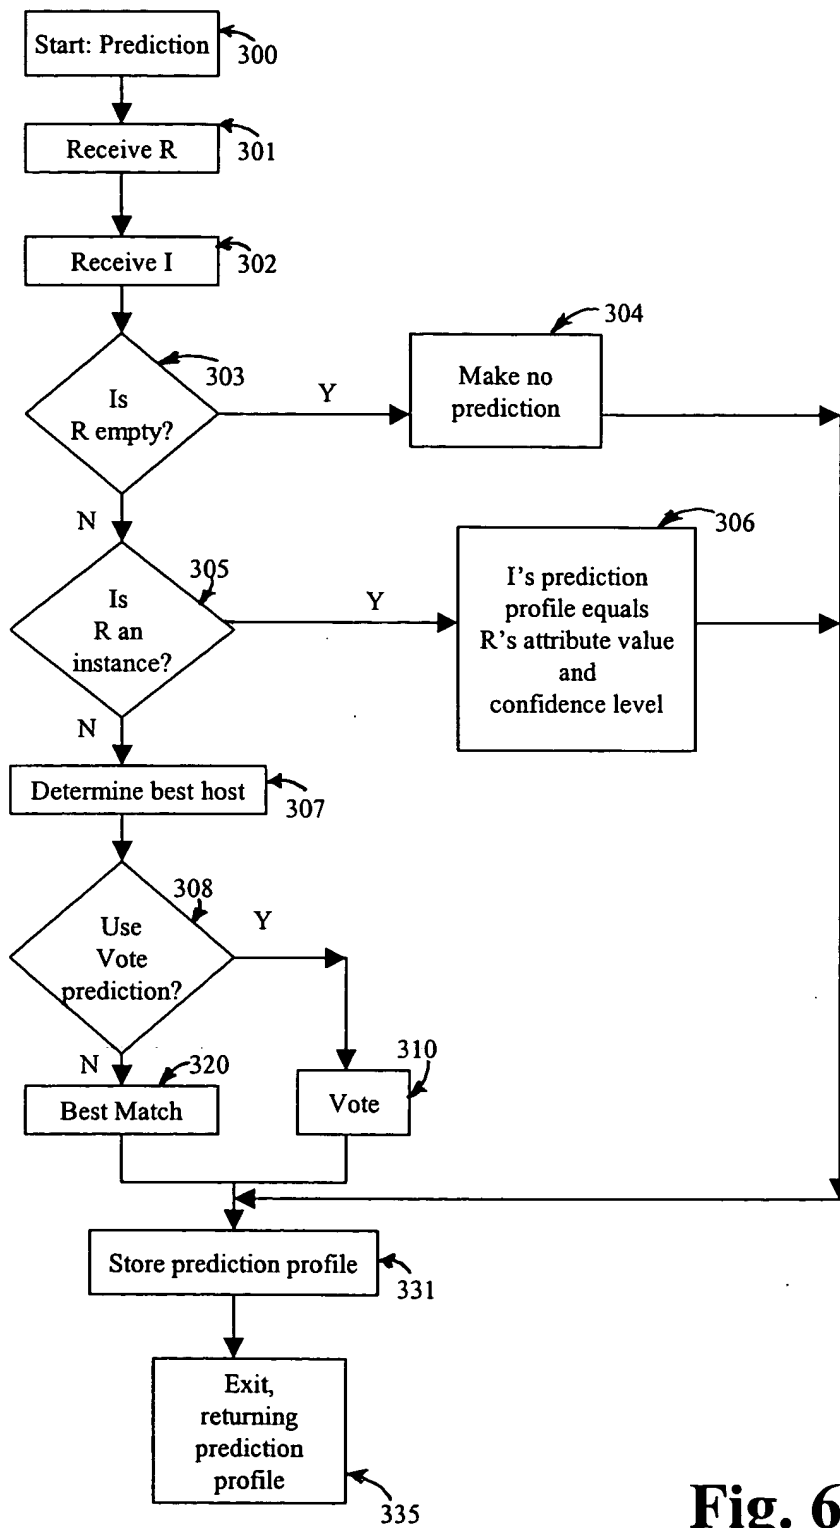 Start: Prediction
300
Receive R
301
Receive I
302
304
Make no
prediction
303
Is
R empty?
Y
N
306
305
Is
R an
instance?
Y
I's prediction
profile equals
R's attribute value
and
confidence level
N
Determine best host
307
308
Use
Vote
prediction?
Y
N
320
310
Best Match
Vote
Store prediction profile
331
Exit,
returning
prediction
profile
335
Fig. 6